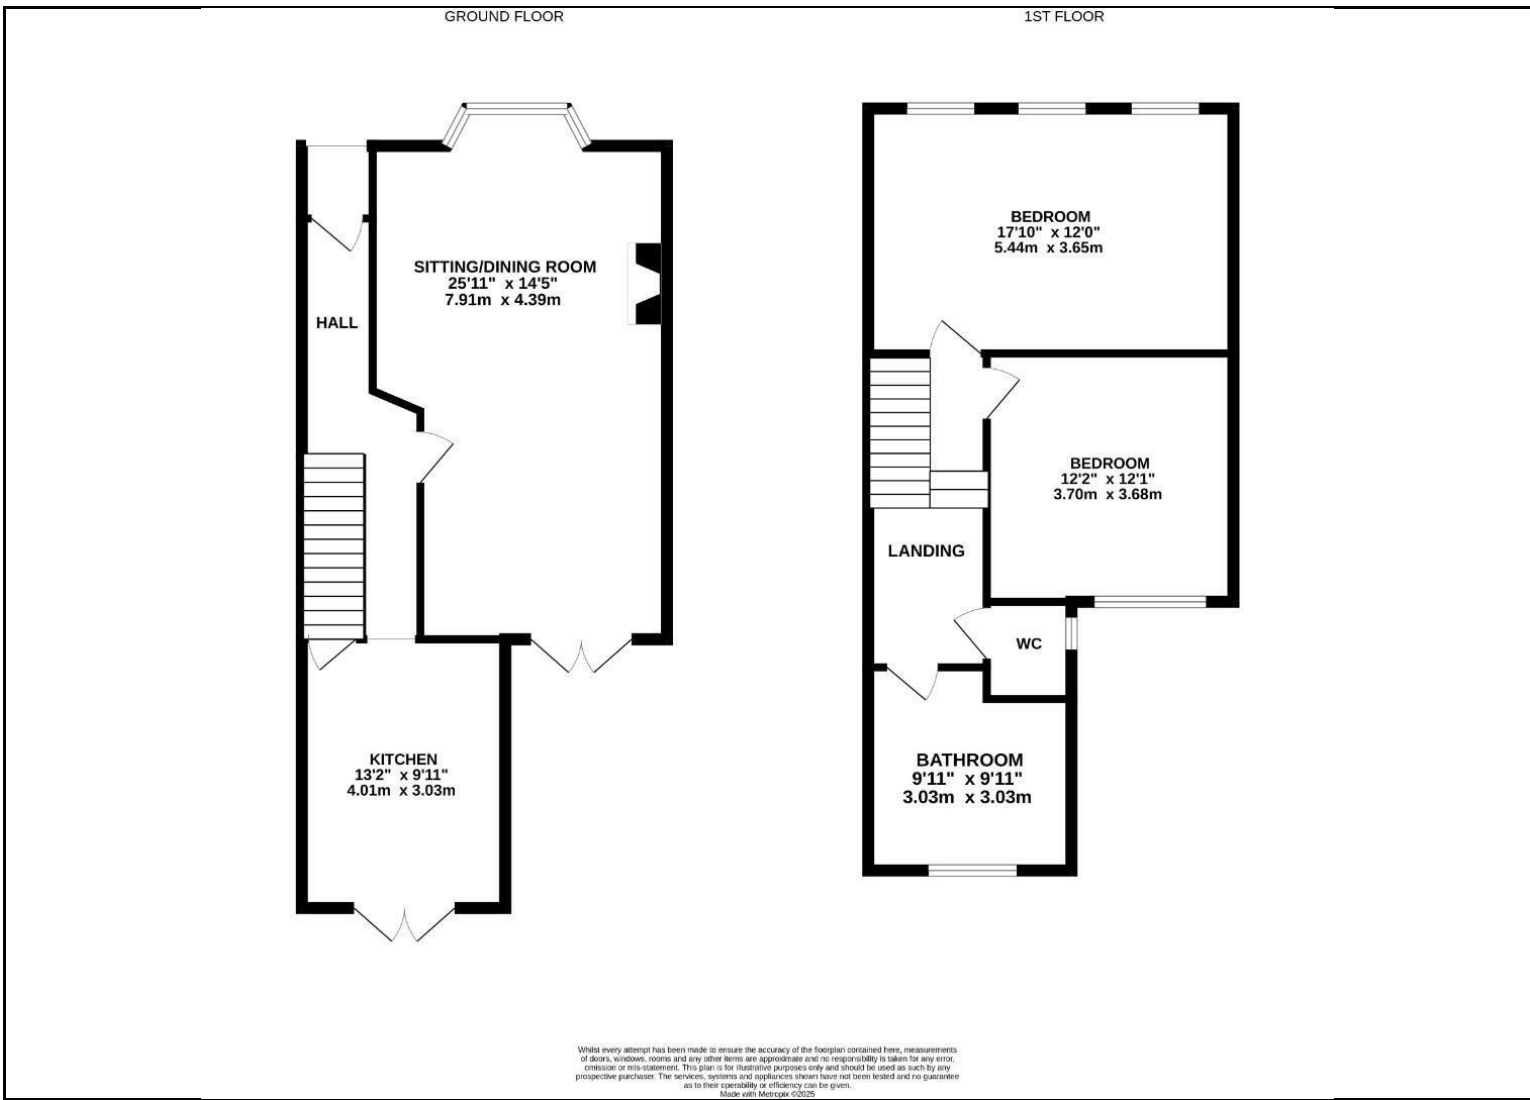 GROUND FLOOR
1ST FLOOR
SITTING/DINING ROOM
25'11" x 14'5"
7.91m x 4.39m
HALL
KITCHEN
13'2" x 9'11"
4.01m x 3.03m
BEDROOM
17'10" x 12'0"
5.44m x 3.65m
BEDROOM
12'2" x 12'1"
3.70m x 3.68m
LANDING
WC
BATHROOM
9'11" x 9'11"
3.03m x 3.03m
Whilst every attempt has been made to ensure the accuracy of the floorplan contained here, measurements
of doors, windows, rooms and any other items are approximate and no responsibility is taken for any error,
omission or mis-statement. This plan is for illustrative purposes only and should be used as such by any
prospective purchaser. The services, systems and appliances shown have not been tested and no guarantee
as to their operability or efficiency can be given.
Made with Metropix ©2025